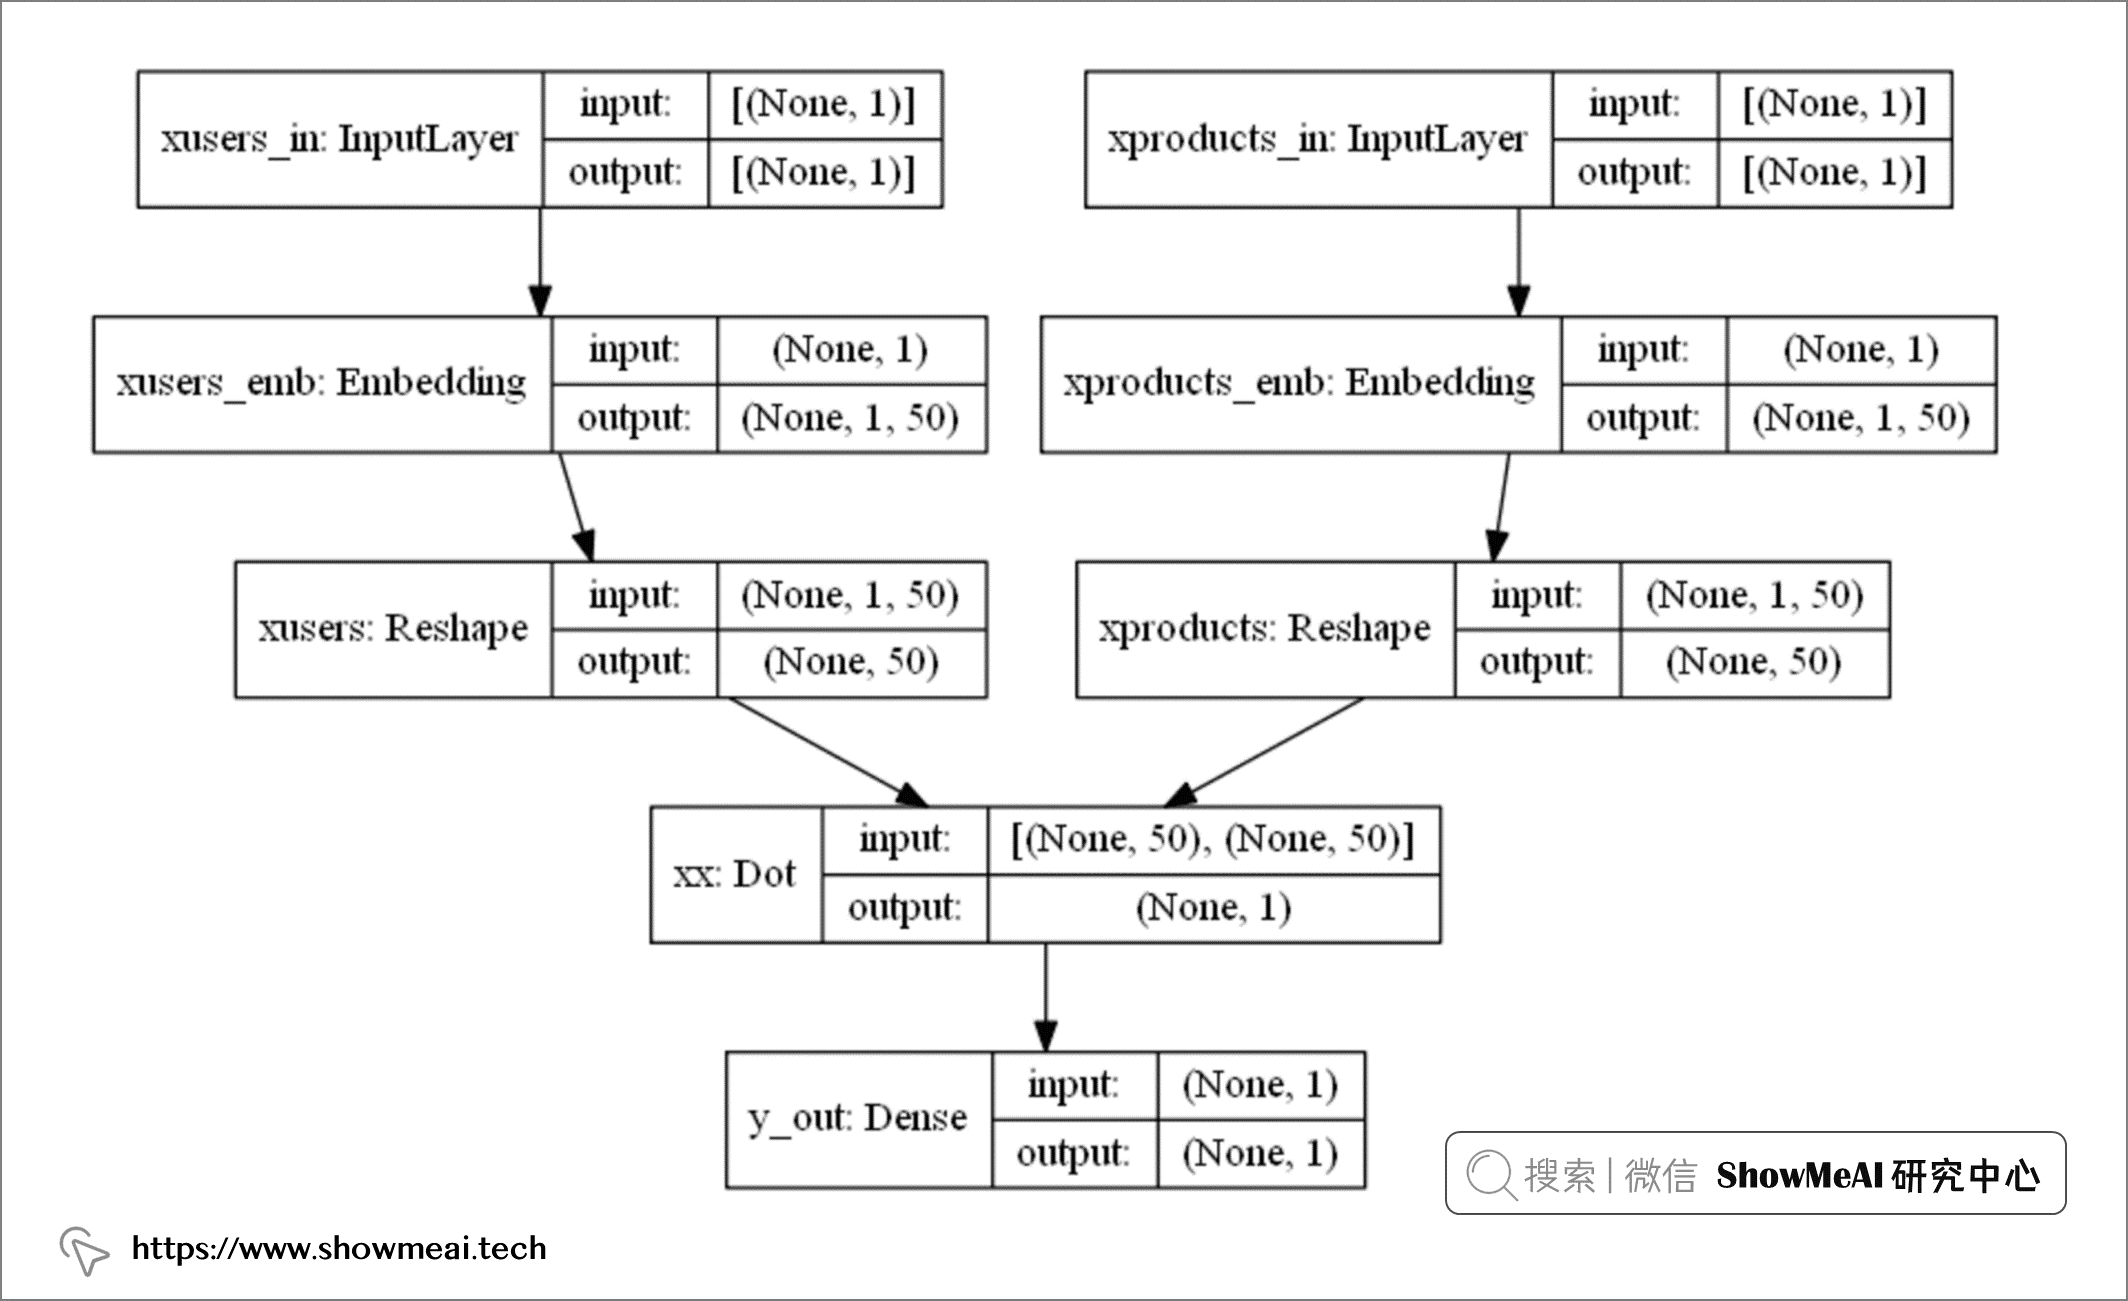 xusers_in: InputLayer
input:
[(None, 1)]
output:
[(None, 1)]
xproducts_in: InputLayer
input:
[(None, 1)]
output:
[(None, 1)]
xusers_emb: Embedding
input:
(None, 1)
output:
(None, 1, 50)
xproducts_emb: Embedding
input:
(None, 1)
output:
(None, 1, 50)
xusers: Reshape
input:
(None, 1, 50)
output:
(None, 50)
xproducts: Reshape
input:
(None, 1, 50)
output:
(None, 50)
xx: Dot
input:
[(None, 50), (None, 50)]
output:
(None, 1)
y_out: Dense
input:
(None, 1)
output:
(None, 1)
搜索 | 微信 ShowMeAI 研究中心
https://www.showmeai.tech